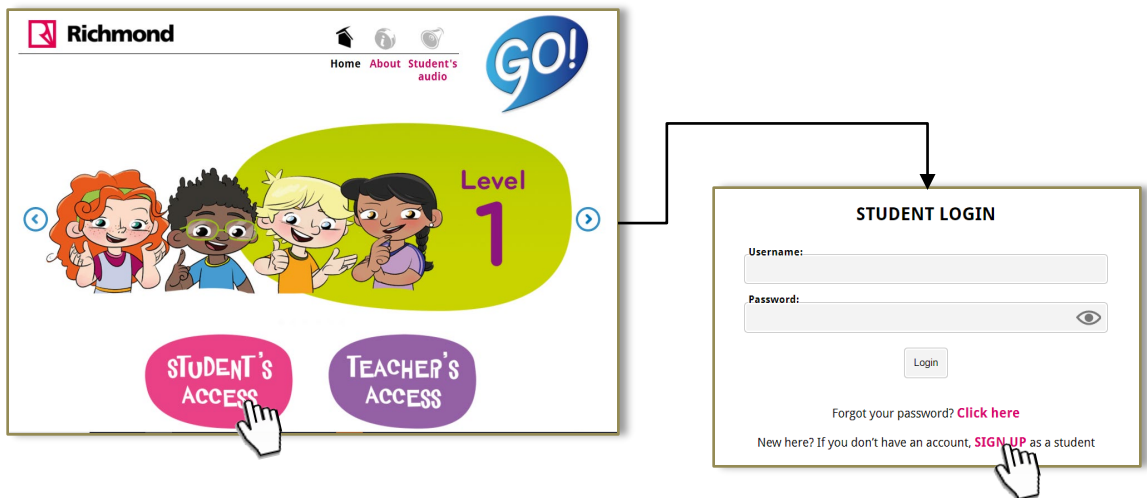 Richmond
Home About Student's
audio
GO!
Level
1
STUDENT'S
ACCESS
TEACHER'S
ACCESS
STUDENT LOGIN
Username:
Password:
Login
Forgot your password? Click here
New here? If you don't have an account, SIGN UP as a student